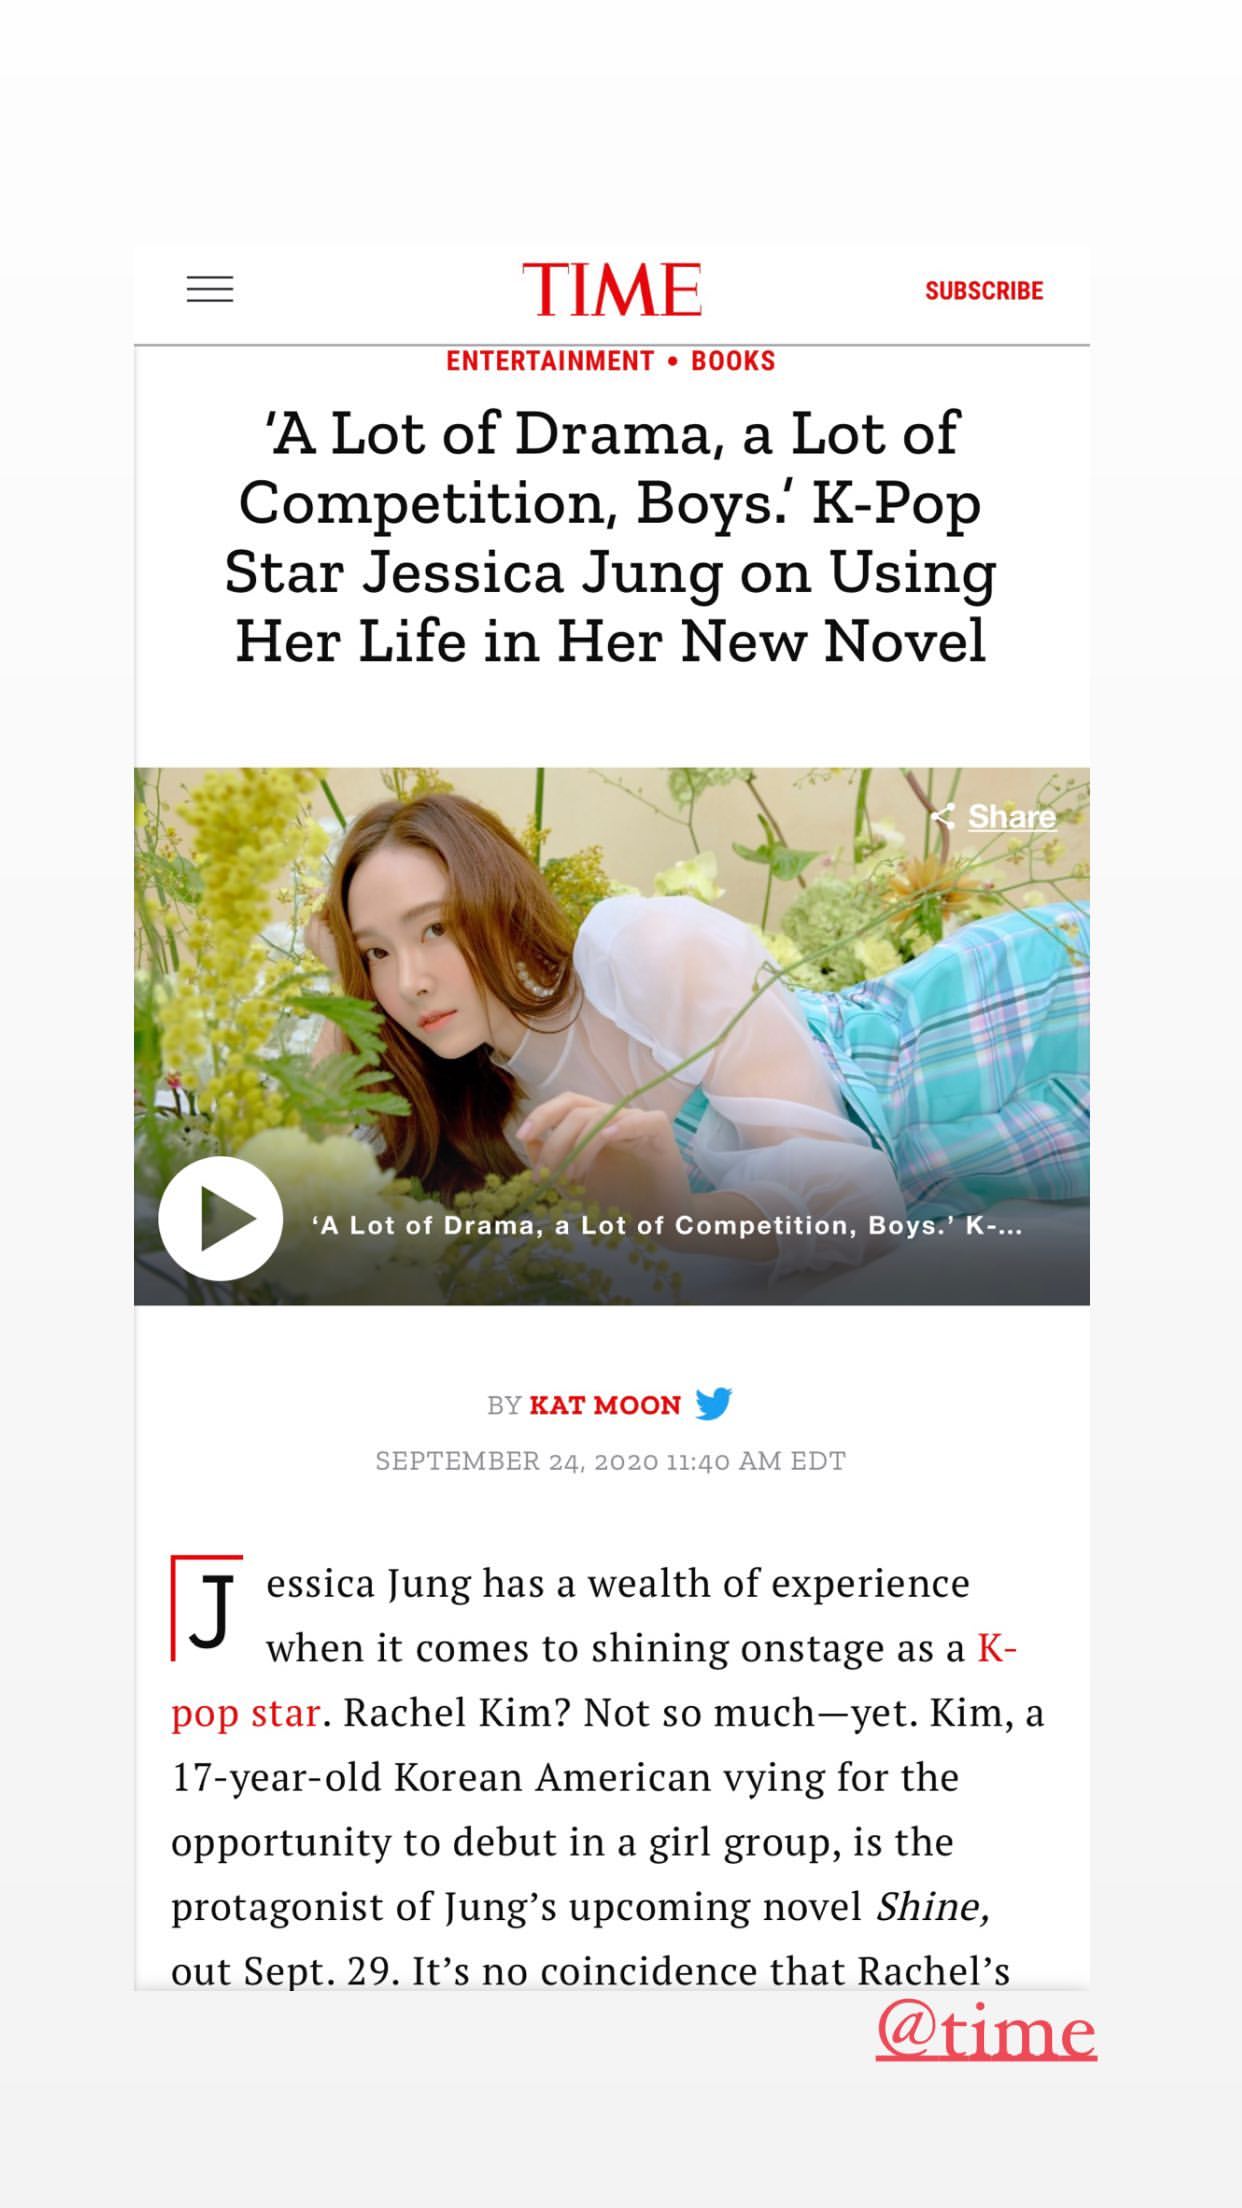 TIME
SUBSCRIBE
ENTERTAINMENT • BOOKS
‘A Lot of Drama, a Lot of
Competition, Boys.’ K-Pop
Star Jessica Jung on Using
Her Life in Her New Novel
Share
‘A Lot of Drama, a Lot of Competition, Boys.’ K-...
BY KAT MOON
SEPTEMBER 24, 2020 11:40 AM EDT
Jessica Jung has a wealth of experience
when it comes to shining onstage as a K-
pop star. Rachel Kim? Not so much—yet. Kim, a
17-year-old Korean American vying for the
opportunity to debut in a girl group, is the
protagonist of Jung’s upcoming novel Shine,
out Sept. 29. It’s no coincidence that Rachel’s
@time